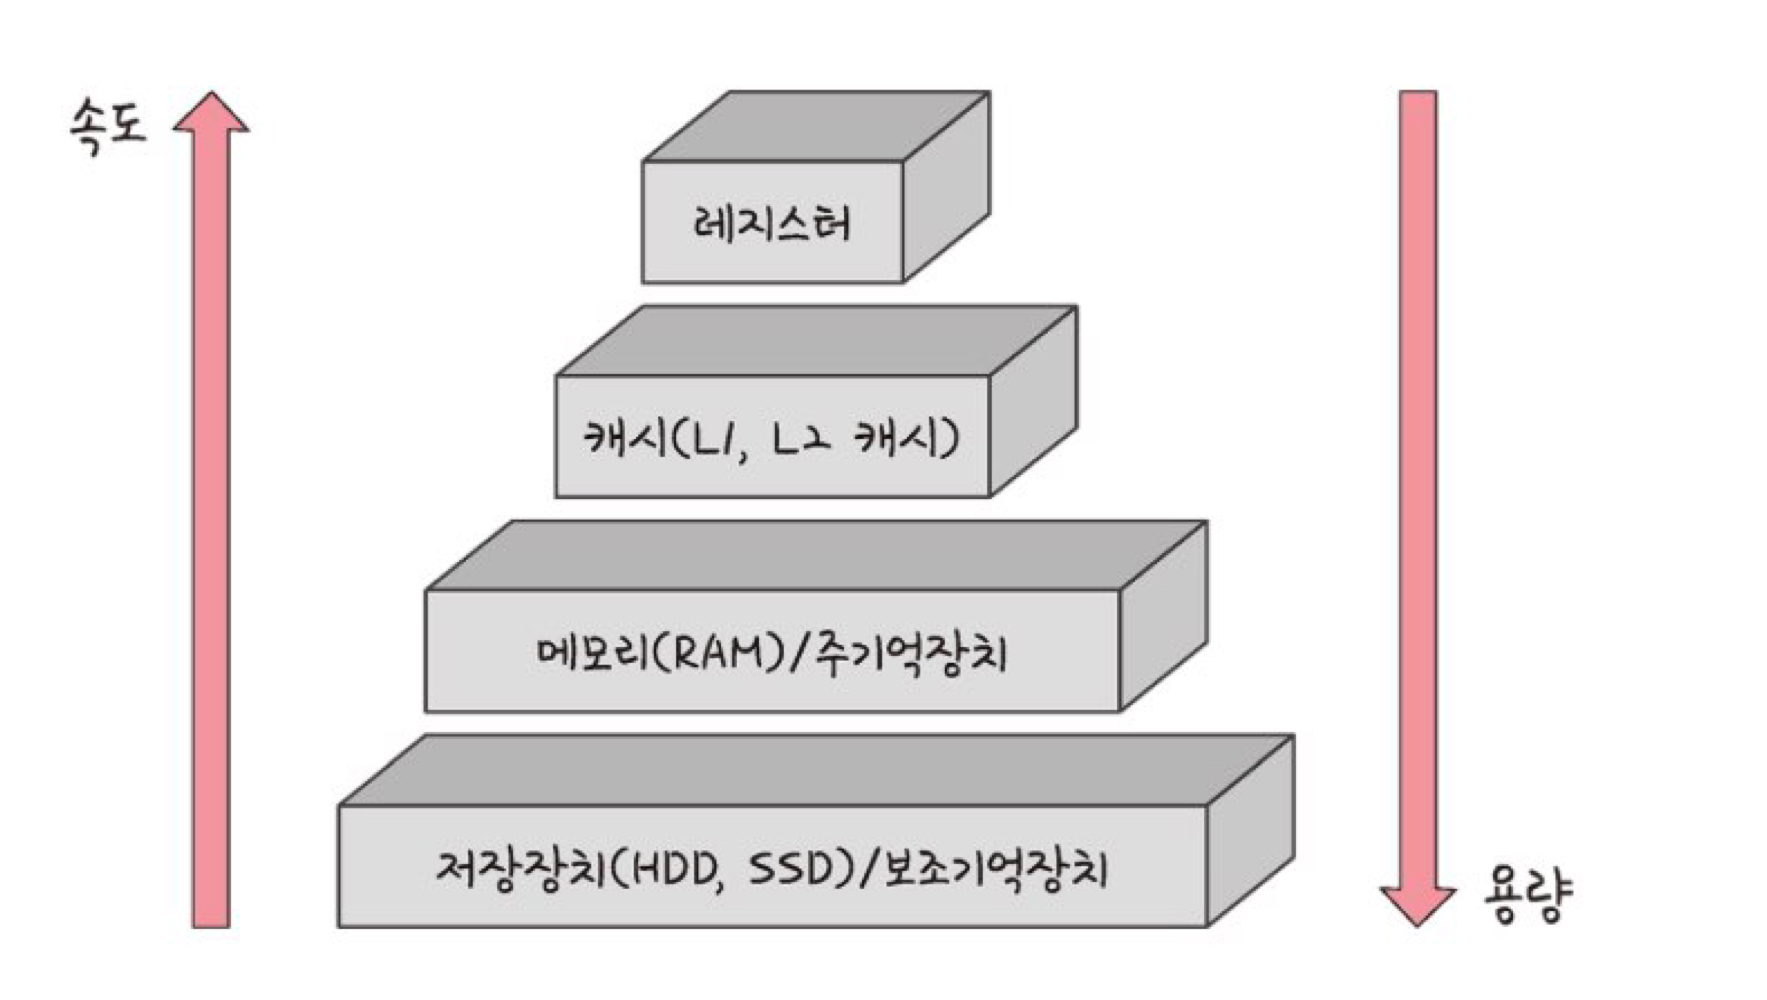 속도
레지스터
캐시(L1, L2 캐시)
메모리(RAM)/주기억장치
저장장치(HDD, SSD)/보조기억장치
용량